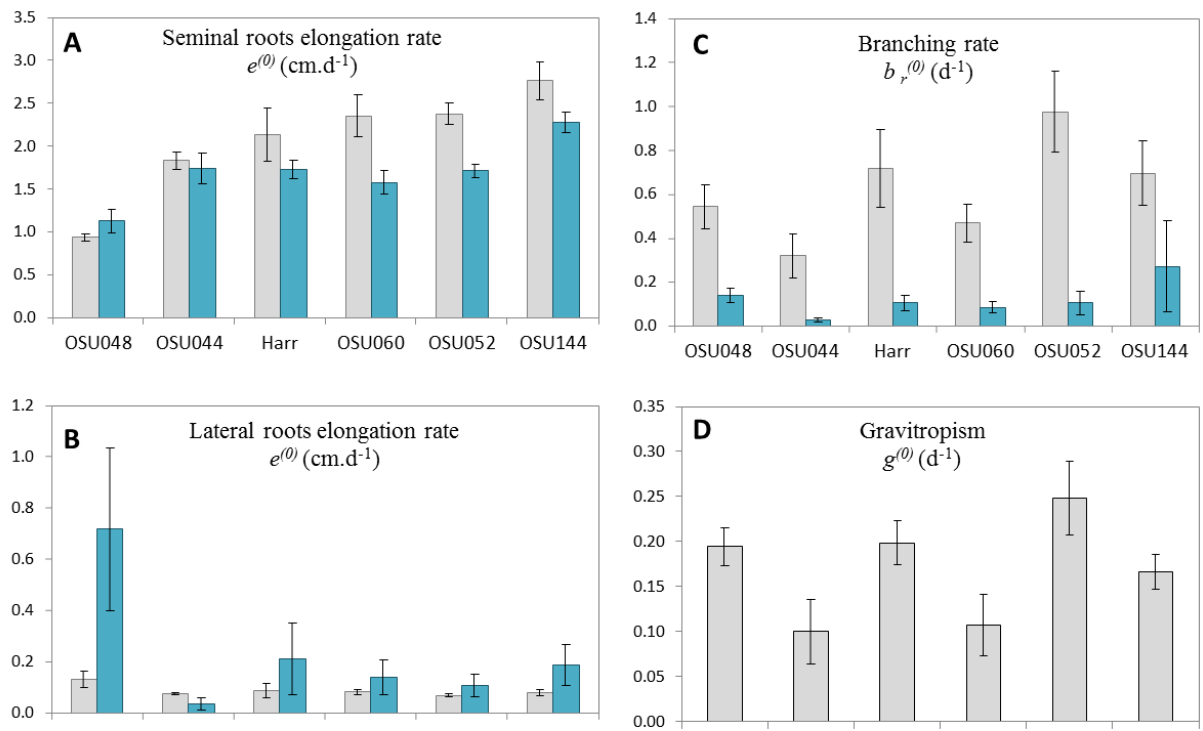 A
Seminal roots elongation rate
e(0) (cm.d-1)
3.5
3.0
2.5
2.0
1.5
1.0
0.5
0.0
OSU048 OSU044 Harr OSU060 OSU052 OSU144
C
Branching rate
b r(0) (d-1)
1.4
1.2
1.0
0.8
0.6
0.4
0.2
0.0
OSU048 OSU044 Harr OSU060 OSU052 OSU144
B
Lateral roots elongation rate
e(0) (cm.d-1)
1.2
1.0
0.8
0.6
0.4
0.2
0.0
D
Gravitropism
g(0) (d-1)
0.35
0.30
0.25
0.20
0.15
0.10
0.05
0.00